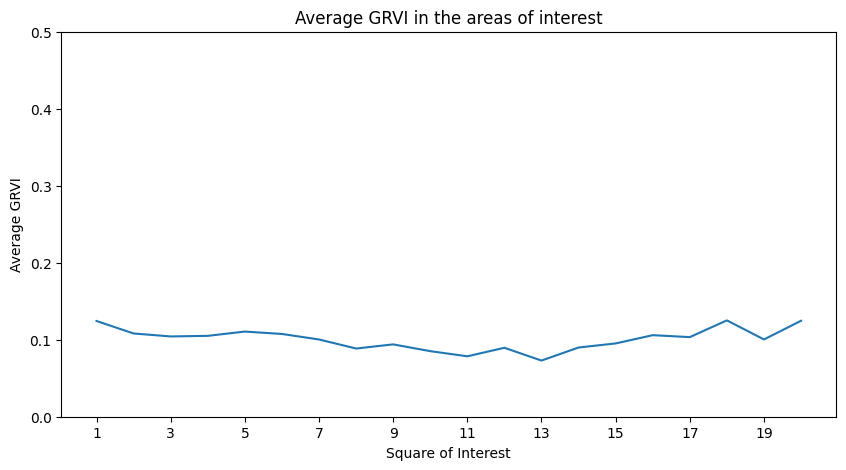 Average GRVI in the areas of interest
0.5
0.4
0.3
0.2
0.1
0.0
Average GRVI
1 3 5 7 9 11 13 15 17 19
Square of Interest